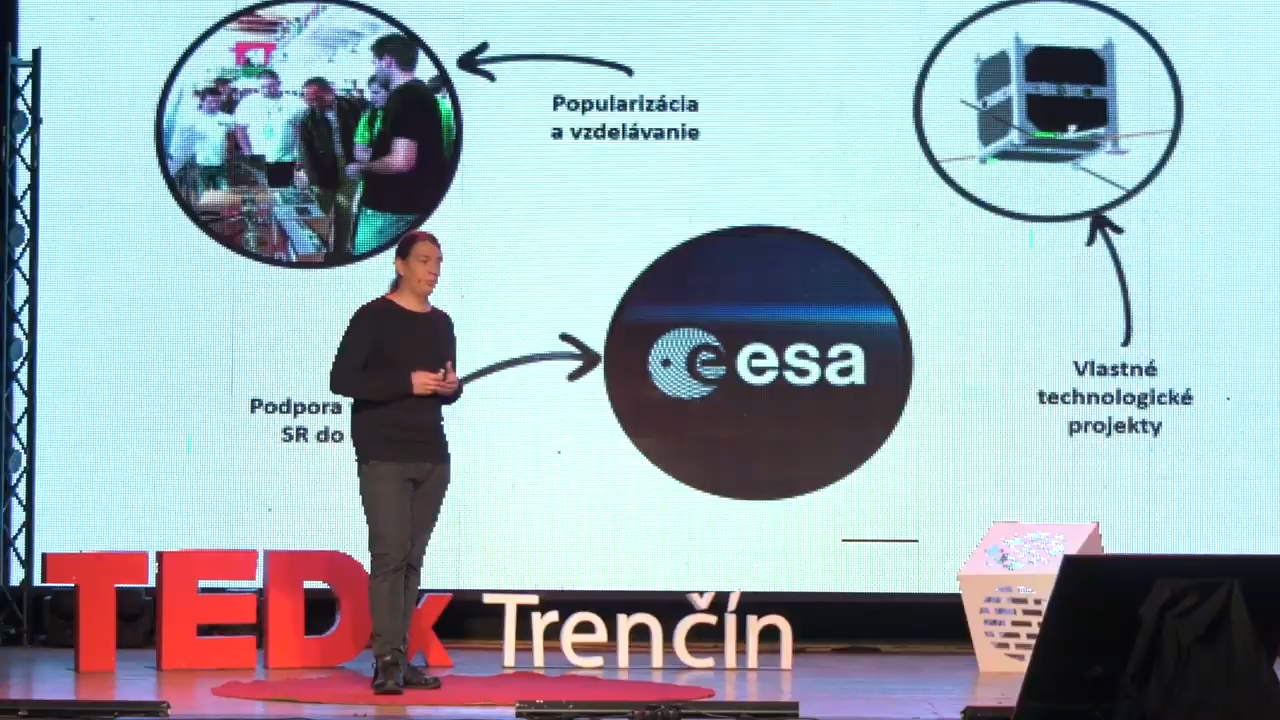 Popularizácia
a vzdelávanie
esa
Vlastné
technologické
projekty
Podpora
SR do
TEDx Trenčín